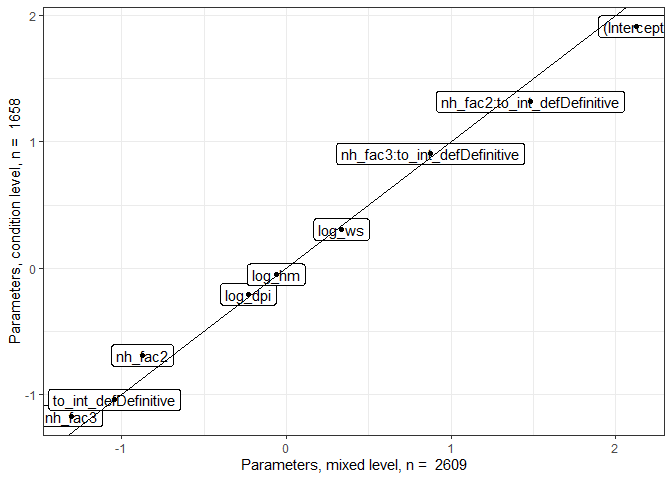 2
(Intercept
nh_fac2:to_int_defDefinitive
1
nh_fac3:to_int_defDefinitive
log_ws
0
log_hm
log_dpi
nh_fac2
-1
to_int_defDefinitive
nh_fac3
-1
0
1
2
Parameters, mixed level, n = 2609
Parameters, condition level, n = 1658